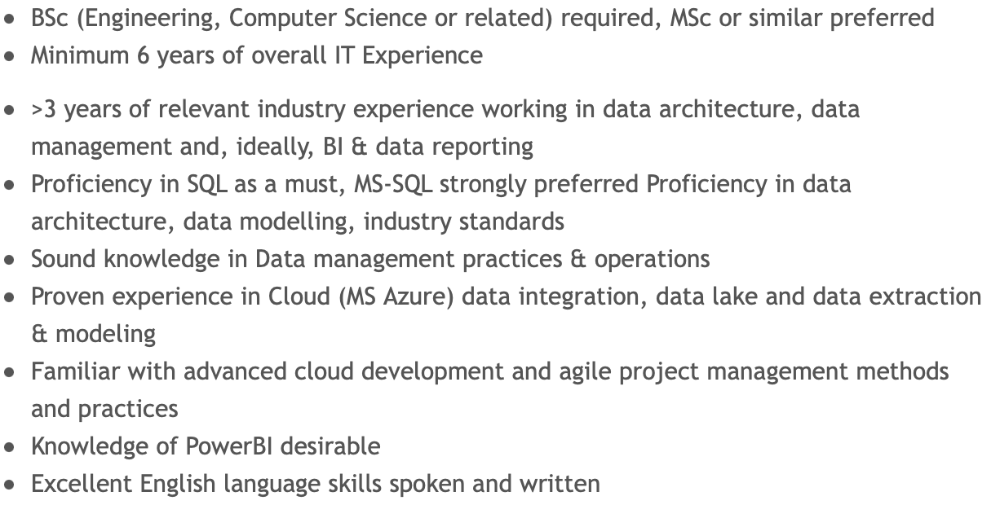 • BSc (Engineering, Computer Science or related) required, MSc or similar preferred
• Minimum 6 years of overall IT Experience
• >3 years of relevant industry experience working in data architecture, data
management and, ideally, BI & data reporting
• Proficiency in SQL as a must, MS-SQL strongly preferred Proficiency in data
architecture, data modelling, industry standards
• Sound knowledge in Data management practices & operations
• Proven experience in Cloud (MS Azure) data integration, data lake and data extraction
& modeling
• Familiar with advanced cloud development and agile project management methods
and practices
• Knowledge of PowerBI desirable
• Excellent English language skills spoken and written